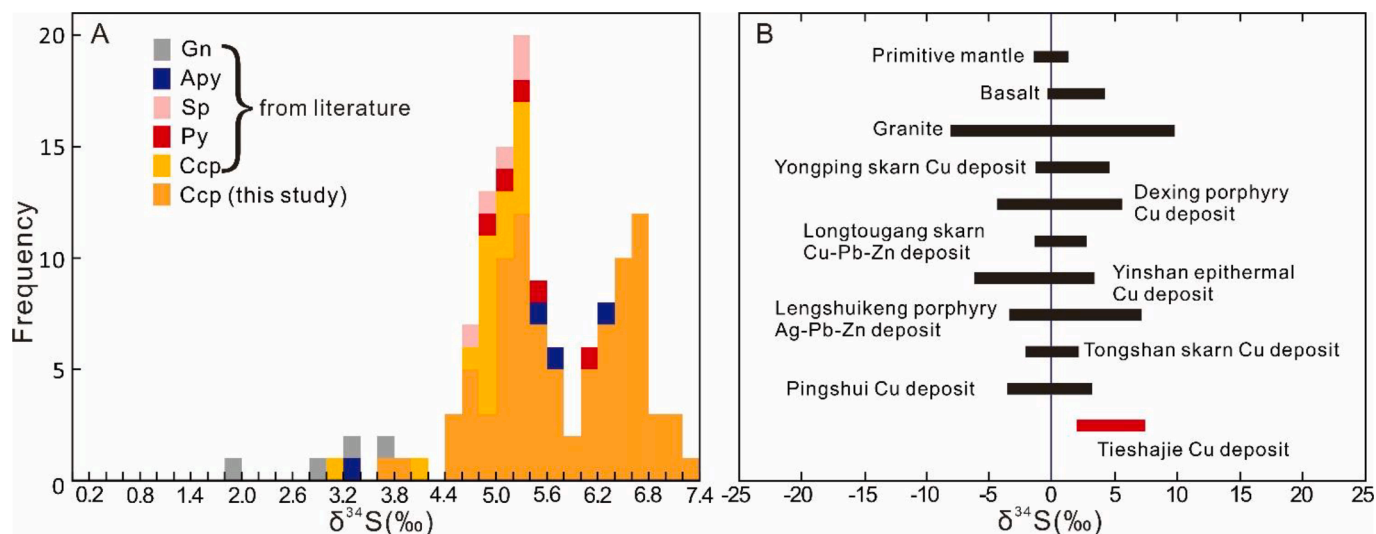 A
Gn
Apy
Sp
Py
Ccp
from literature
Ccp (this study)
Frequency
20
15
10
5
0
0.2 0.8 1.4 2.0 2.6 3.2 3.8 4.4 5.0 5.6 6.2 6.8 7.4
δ³⁴S(‰)
B
Primitive mantle
Basalt
Granite
Yongping skarn Cu deposit
Dexing porphyry
Cu deposit
Longtougang skarn
Cu-Pb-Zn deposit
Yinshan epithermal
Cu deposit
Lengshuikeng porphyry
Ag-Pb-Zn deposit
Tongshan skarn Cu deposit
Pingshui Cu deposit
Tieshajie Cu deposit
-25 -20 -15 -10 -5 0 5 10 15 20 25
δ³⁴S(‰)